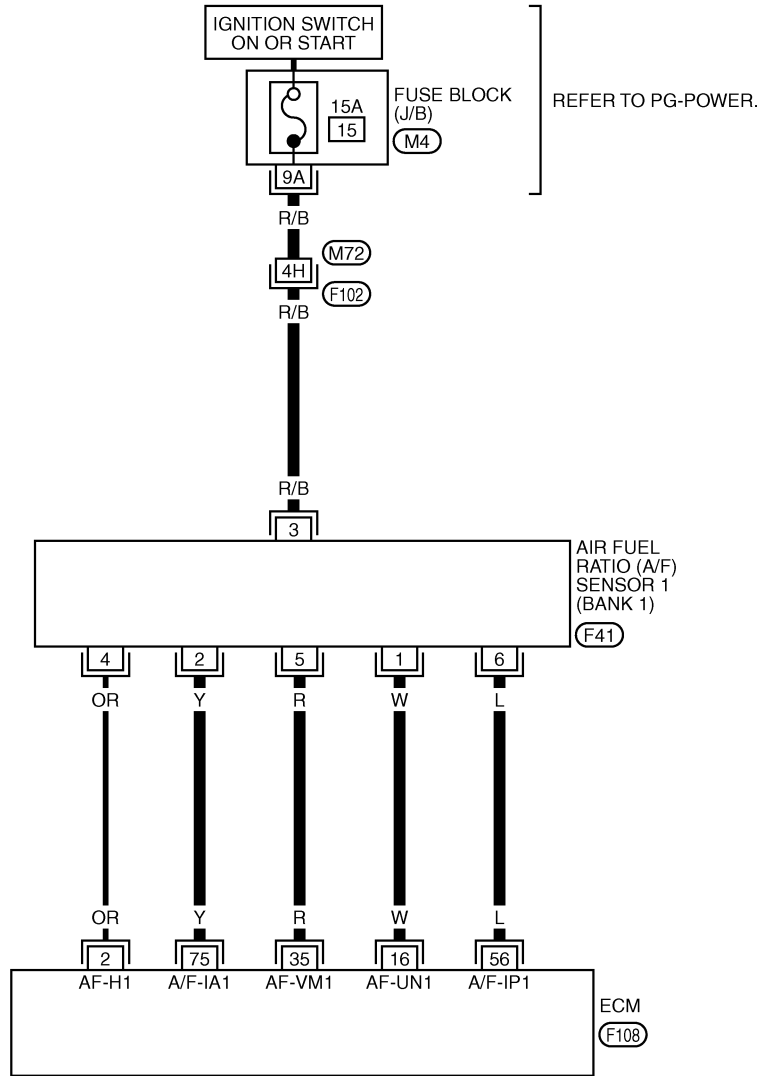 IGNITION SWITCH
ON OR START
FUSE BLOCK
(J/B)
15A
15
M4
REFER TO PG-POWER.
9A
R/B
M72
4H
F102
R/B
R/B
3
AIR FUEL
RATIO (A/F)
SENSOR 1
(BANK 1)
F41
4 2 5 1 6
OR Y R W L
OR Y R W L
2 75 35 16 56
AF-H1 A/F-IA1 AF-VM1 AF-UN1 A/F-IP1
ECM
F108